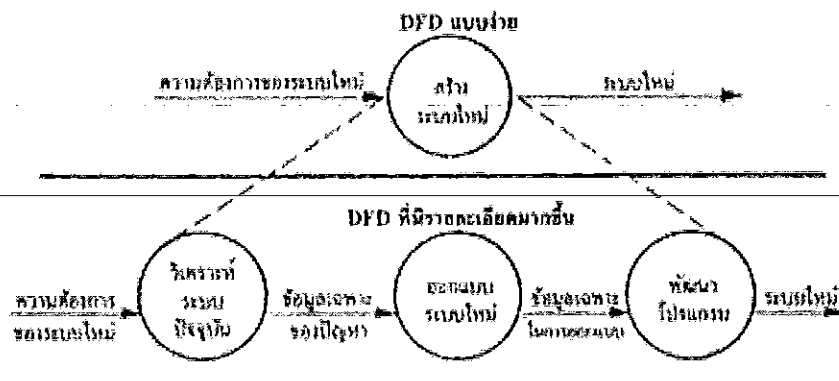 DFD แบบง่าย
ความต้องการของระบบใหม่
สร้าง
ระบบใหม่
ระบบใหม่
DFD ที่มีรายละเอียดมากขึ้น
ความต้องการ
ของระบบใหม่
วิเคราะห์
ระบบ
ปัจจุบัน
ข้อมูลเฉพาะ
ของปัญหา
ออกแบบ
ระบบใหม่
ข้อมูลเฉพาะ
ในการออกแบบ
พัฒนา
โปรแกรม
ระบบใหม่